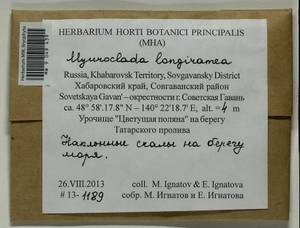 HERBARIUM HORTI BOTANICI PRINCIPALIS
(MHA)
Myuroclada longiramea
Russia, Khabarovsk Territory, Sovgavansky District
Хабаровский край, Совгаванский район
Sovetskaya Gavan' – окрестности г. Советская Гавань
ca. 48° 58'.17.8" N – 140° 22'18.7' E, alt. ≈ 4 m
Урочище "Цветущая поляна" на берегу
Татарского пролива
Наклонные скалы на берегу
моря.
26.VIII.2013 coll. M. Ignatov & E. Ignatova
# 13- 1189 собр. М. Игнатов и Е. Игнатова